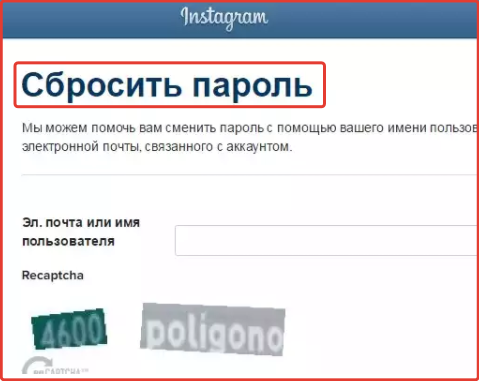 Instagram
Сбросить пароль
Мы можем помочь вам сменить пароль с помощью вашего имени пользов
электронной почты, связанного с аккаунтом.
Эл. почта или имя
пользователя
Recaptcha
4600 poligono
reCAPTCHA